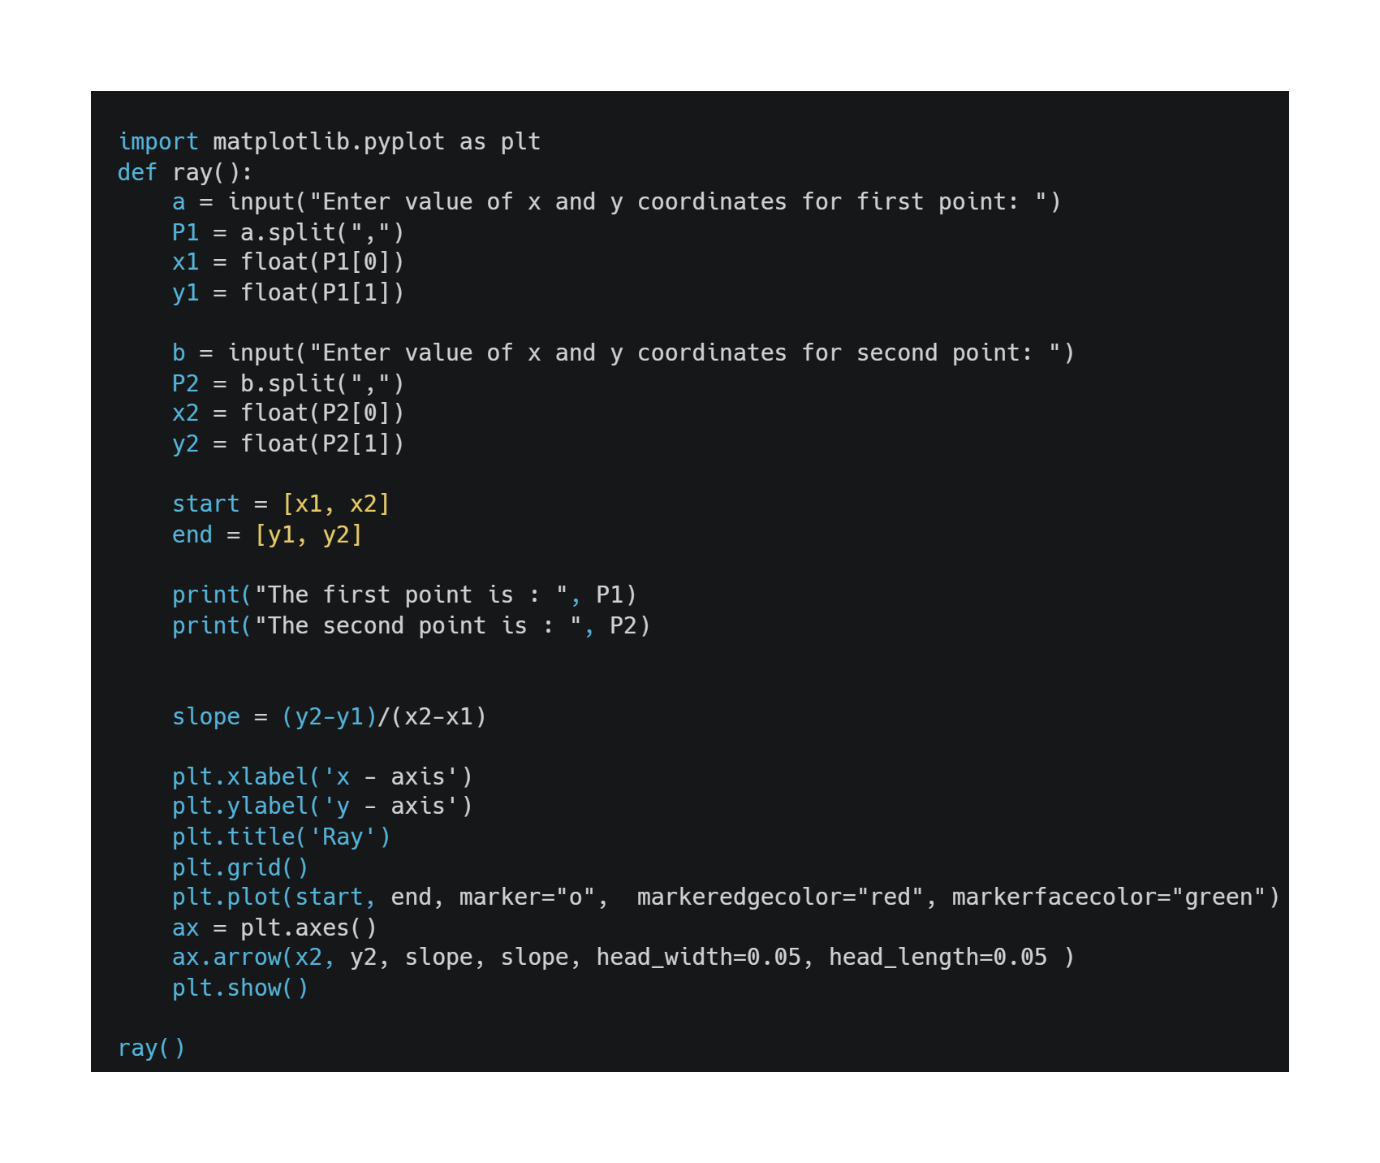 import matplotlib.pyplot as plt
def ray():
    a = input("Enter value of x and y coordinates for first point: ")
    P1 = a.split(",")
    x1 = float(P1[0])
    y1 = float(P1[1])

    b = input("Enter value of x and y coordinates for second point: ")
    P2 = b.split(",")
    x2 = float(P2[0])
    y2 = float(P2[1])

    start = [x1, x2]
    end = [y1, y2]

    print("The first point is : ", P1)
    print("The second point is : ", P2)

    slope = (y2-y1)/(x2-x1)

    plt.xlabel('x - axis')
    plt.ylabel('y - axis')
    plt.title('Ray')
    plt.grid()
    plt.plot(start, end, marker="o",  markeredgecolor="red", markerfacecolor="green")
    ax = plt.axes()
    ax.arrow(x2, y2, slope, slope, head_width=0.05, head_length=0.05 )
    plt.show()

ray()